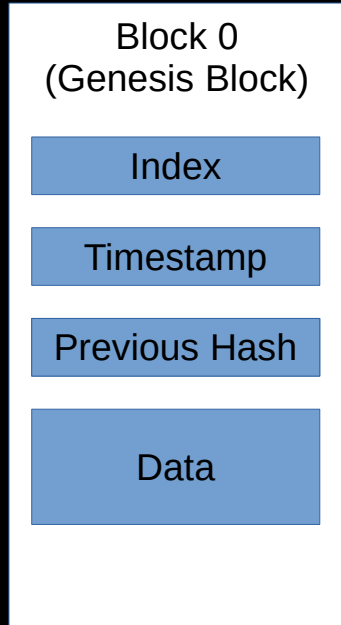 Block 0
(Genesis Block)
Index
Timestamp
Previous Hash
Data